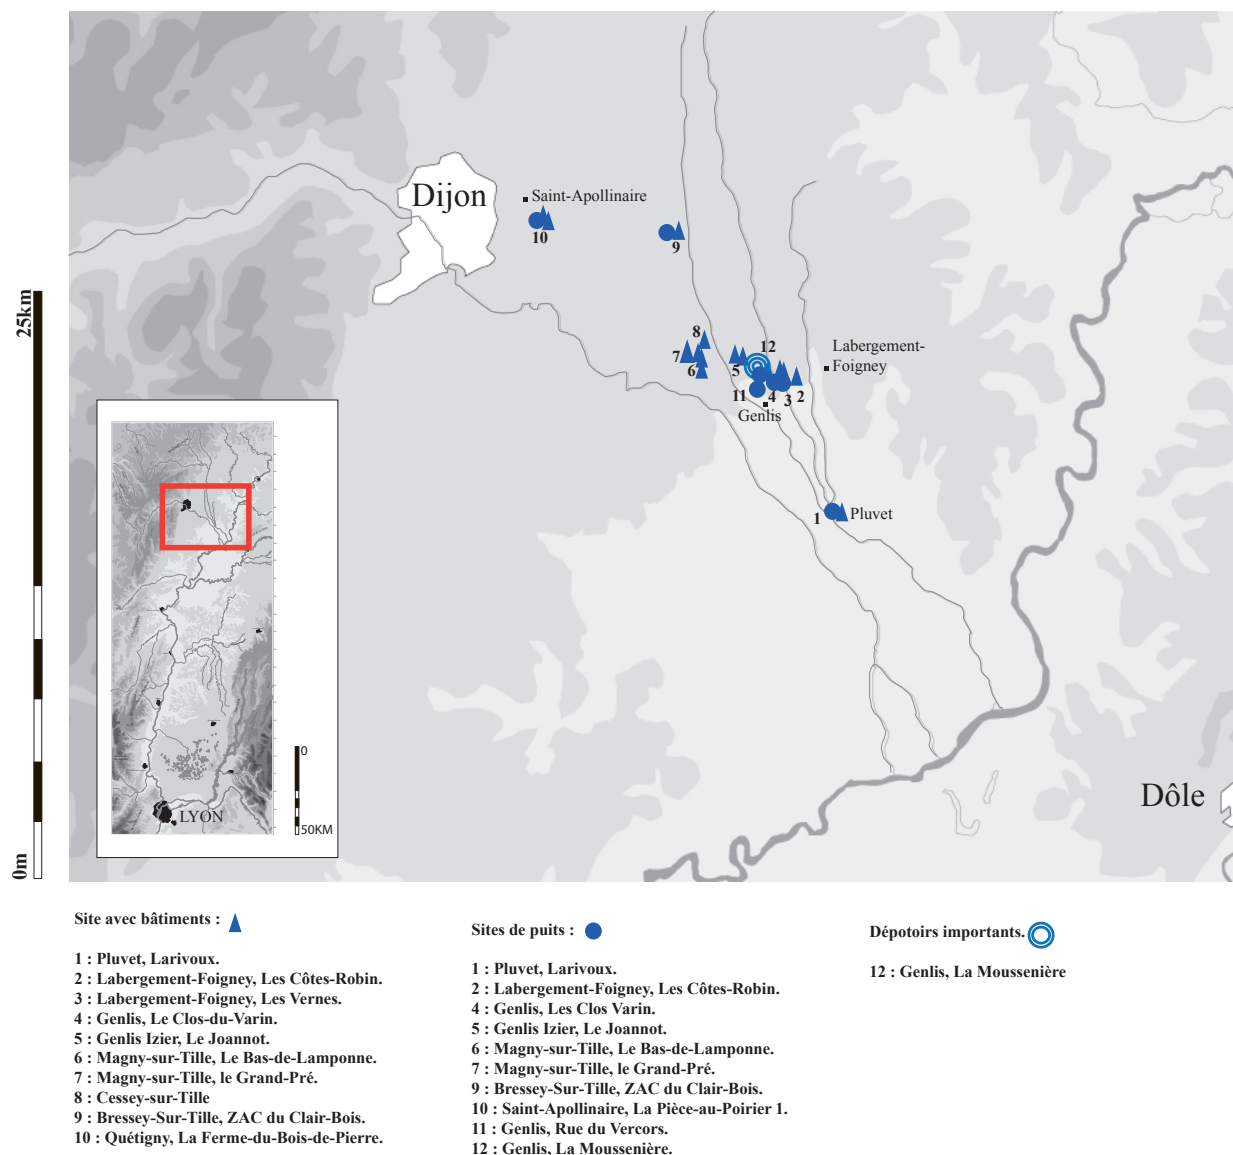 Dijon
Saint-Apollinaire
10
9
8
7
6
5
12
11
4
3
2
Genlis
Labergement-
Foigney
1
Pluvet
Dôle
25km
0m
LYON
0
50KM
Site avec bâtiments :
1 : Pluvet, Larivoux.
2 : Labergement-Foigney, Les Côtes-Robin.
3 : Labergement-Foigney, Les Vernes.
4 : Genlis, Le Clos-du-Varin.
5 : Genlis Izier, Le Joannot.
6 : Magny-sur-Tille, Le Bas-de-Lamponne.
7 : Magny-sur-Tille, le Grand-Pré.
8 : Cessey-sur-Tille
9 : Bressey-Sur-Tille, ZAC du Clair-Bois.
10 : Quétigny, La Ferme-du-Bois-de-Pierre.
Sites de puits :
1 : Pluvet, Larivoux.
2 : Labergement-Foigney, Les Côtes-Robin.
4 : Genlis, Les Clos Varin.
5 : Genlis Izier, Le Joannot.
6 : Magny-sur-Tille, Le Bas-de-Lamponne.
7 : Magny-sur-Tille, le Grand-Pré.
9 : Bressey-Sur-Tille, ZAC du Clair-Bois.
10 : Saint-Apollinaire, La Pièce-au-Poirier 1.
11 : Genlis, Rue du Vercors.
12 : Genlis, La Moussenière.
Dépotoirs importants.
12 : Genlis, La Moussenière